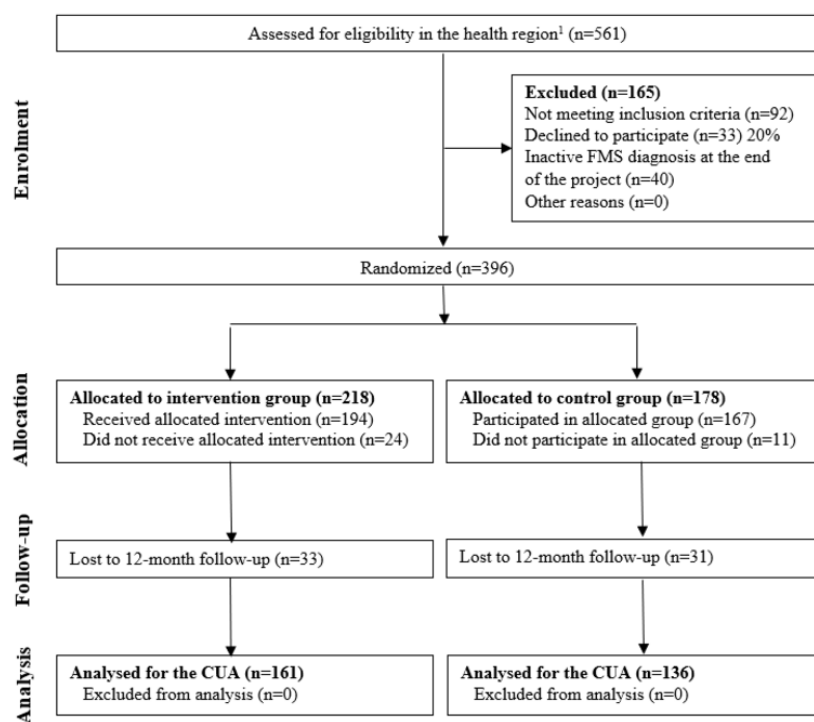 Assessed for eligibility in the health region¹ (n=561)
Enrolment
Excluded (n=165)
Not meeting inclusion criteria (n=92)
Declined to participate (n=33) 20%
Inactive FMS diagnosis at the end
of the project (n=40)
Other reasons (n=0)
Randomized (n=396)
Allocation
Allocated to intervention group (n=218)
Received allocated intervention (n=194)
Did not receive allocated intervention (n=24)
Allocated to control group (n=178)
Participated in allocated group (n=167)
Did not participate in allocated group (n=11)
Follow-up
Lost to 12-month follow-up (n=33)
Lost to 12-month follow-up (n=31)
Analysis
Analysed for the CUA (n=161)
Excluded from analysis (n=0)
Analysed for the CUA (n=136)
Excluded from analysis (n=0)